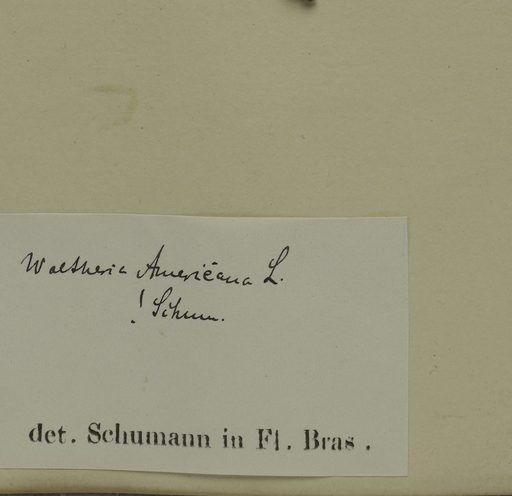 Waltheria Americana L.
! Schum.
det. Schumann in Fl. Bras.